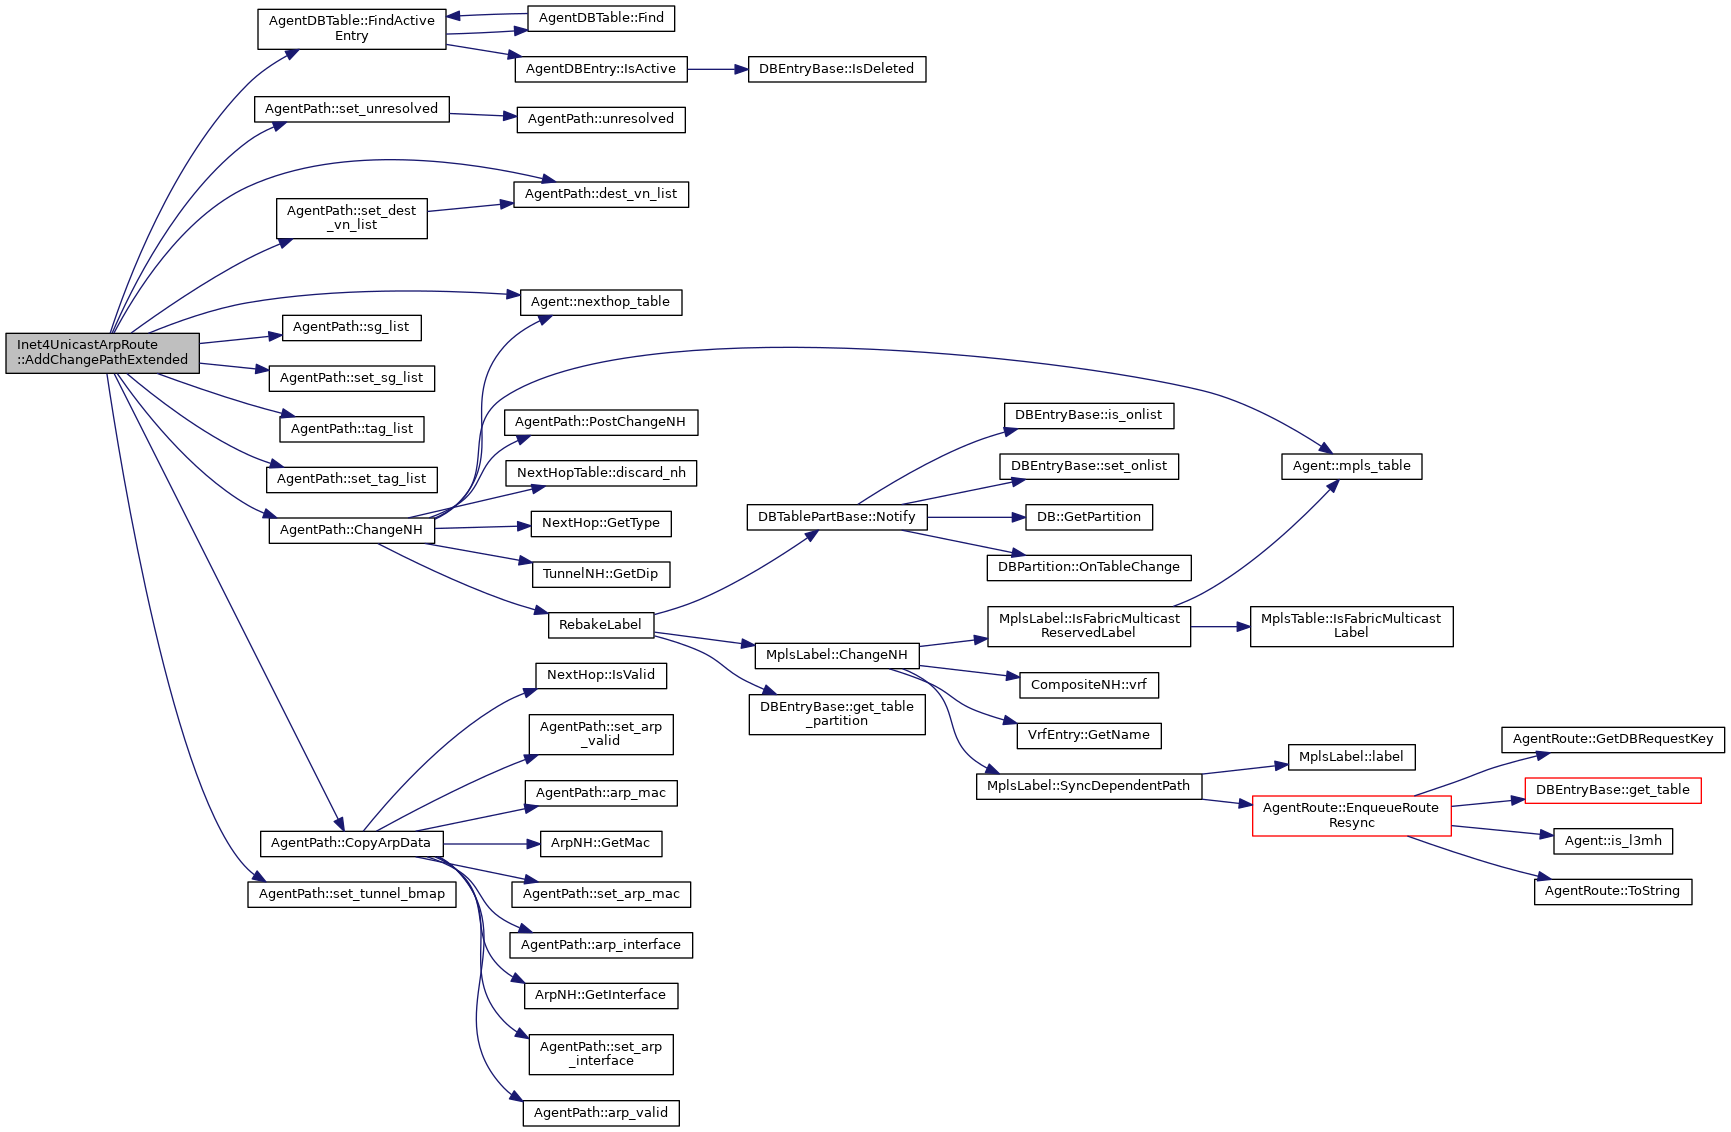 Inet4UnicastArpRoute
::AddChangePathExtended
AgentDBTable::FindActive
Entry
AgentPath::set_unresolved
AgentPath::set_dest
_vn_list
AgentPath::sg_list
AgentPath::set_sg_list
AgentPath::tag_list
AgentPath::set_tag_list
AgentPath::ChangeNH
AgentPath::CopyArpData
AgentPath::set_tunnel_bmap
AgentDBTable::Find
AgentDBEntry::IsActive
AgentPath::unresolved
AgentPath::dest_vn_list
Agent::nexthop_table
AgentPath::PostChangeNH
NextHopTable::discard_nh
NextHop::GetType
TunnelNH::GetDip
RebakeLabel
NextHop::IsValid
AgentPath::set_arp
_valid
AgentPath::arp_mac
ArpNH::GetMac
AgentPath::set_arp_mac
AgentPath::arp_interface
ArpNH::GetInterface
AgentPath::set_arp
_interface
AgentPath::arp_valid
DBEntryBase::IsDeleted
DBTablePartBase::Notify
MplsLabel::ChangeNH
DBEntryBase::get_table
_partition
DBEntryBase::is_onlist
DBEntryBase::set_onlist
DB::GetPartition
DBPartition::OnTableChange
MplsLabel::IsFabricMulticast
ReservedLabel
CompositeNH::vrf
VrfEntry::GetName
MplsLabel::SyncDependentPath
Agent::mpls_table
MplsTable::IsFabricMulticast
Label
MplsLabel::label
AgentRoute::EnqueueRoute
Resync
AgentRoute::GetDBRequestKey
DBEntryBase::get_table
Agent::is_l3mh
AgentRoute::ToString